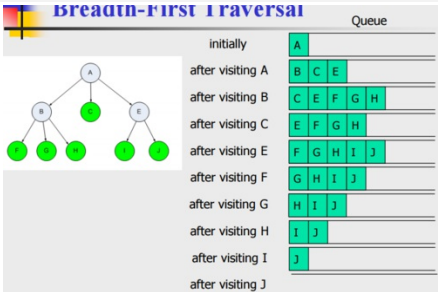 Breadth-First Traversal
Queue
initially A
after visiting A B C E
after visiting B C E F G H
after visiting C E F G H
after visiting E F G H I J
after visiting F G H I J
after visiting G H I J
after visiting H I J
after visiting I J
after visiting J
A
B C E
F G H I J